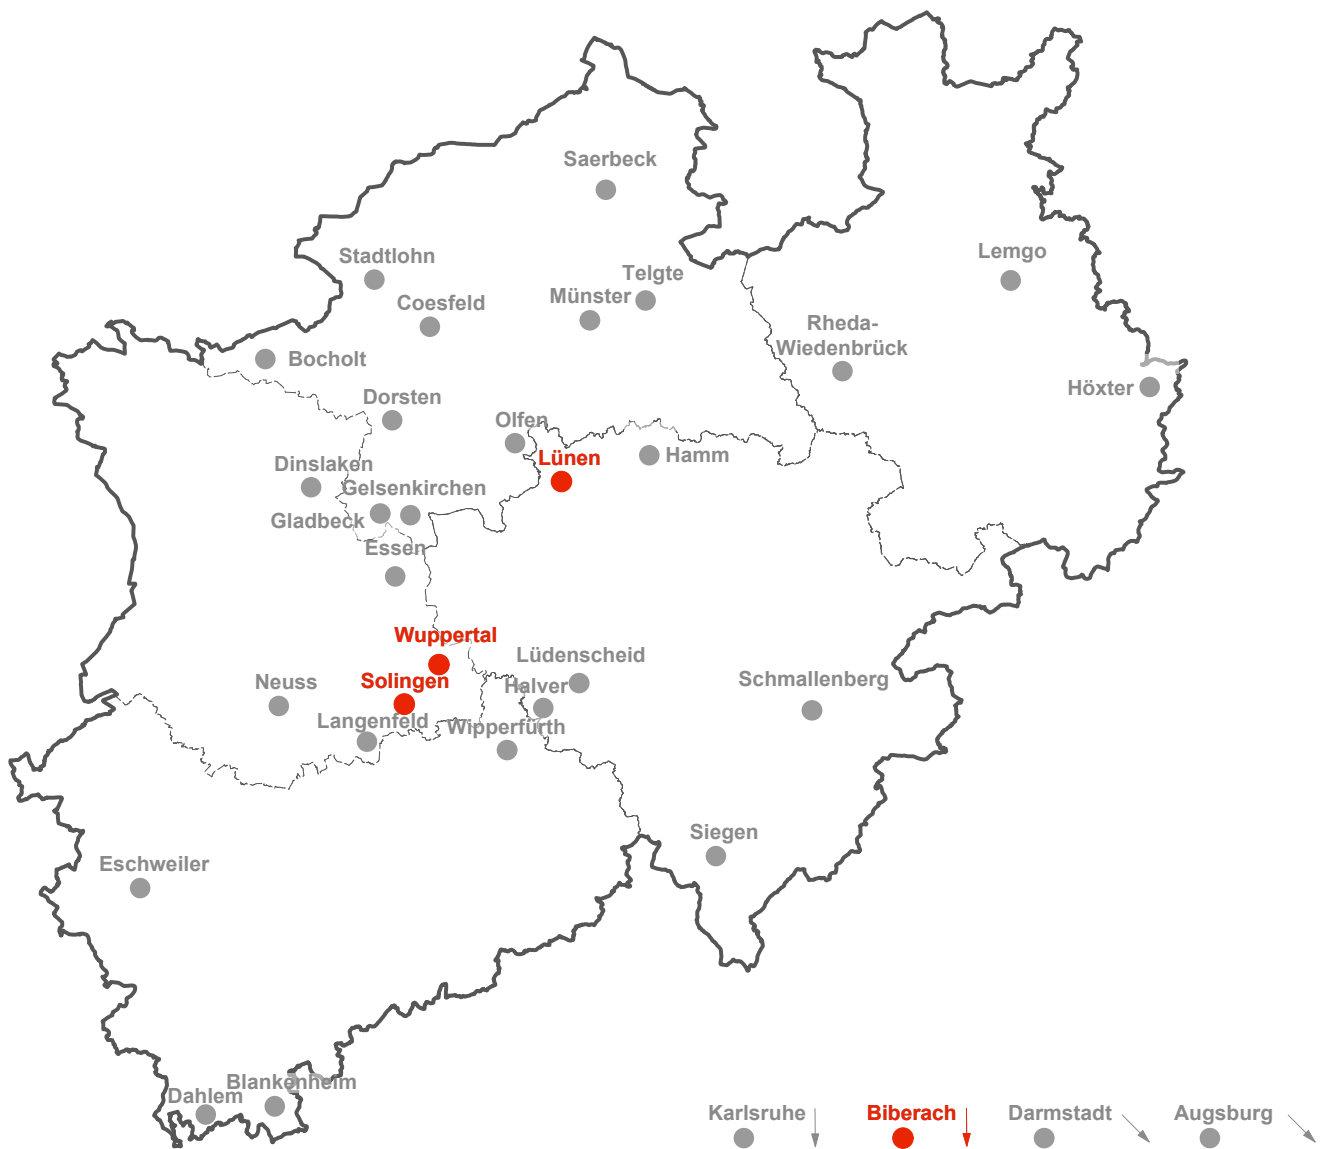 Saerbeck
Stadtlohn
Lemgo
Telgte
Coesfeld
Münster
Rheda-
Wiedenbrück
Bocholt
Höxter
Dorsten
Olfen
Lünen
Hamm
Dinslaken
Gelsenkirchen
Gladbeck
Essen
Wuppertal
Lüdenscheid
Solingen
Neuss
Halver
Schmallenberg
Langenfeld
Wipperfürth
Siegen
Eschweiler
Blankenheim
Dahlem
Karlsruhe
Biberach
Darmstadt
Augsburg